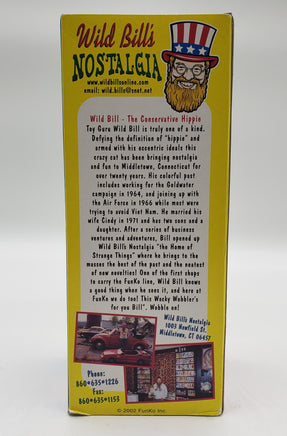 Wild Bill's
NOSTALGIA
www.wildbillsonline.com
email: wild.bills@snet.net
Wild Bill - The Conservative Hippie
Toy Guru Wild Bill is truly one of a kind.
Defying the definition of "hippie" and
armed with his eccentric ideals this
crazy cat has been bringing nostalgia
and fun to Middletown, Connecticut for
over twenty years. His colorful past
includes working for the Goldwater
campaign in 1964, and joining up with
the Air Force in 1966 while most were
trying to avoid Viet Nam. He married his
wife Cindy in 1971 and has two sons and a
daughter. After a series of business
ventures and adventures, Bill opened up
Wild Bill's Nostalgia "the Home of
Strange Things" where he brings to the
masses the best of the past and the neatest
of new novelties! One of the first shops
to carry the FunKo line, Wild Bill knows
a good thing when he sees it, and here at
FunKo we do too! This Wacky Wobbler's
for you Bill". Wobble on!
Wild Bill's Nostalgia
1003 Newfield St.
Middletown, CT 06457
Phone:
860*635*1226
Fax:
860*635*1153
© 2002 FunKo Inc.